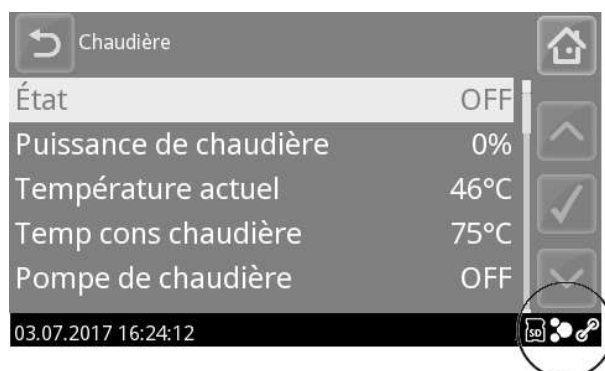 Chaudière
État OFF
Puissance de chaudière 0%
Température actuel 46°C
Temp cons chaudière 75°C
Pompe de chaudière OFF
03.07.2017 16:24:12 SD